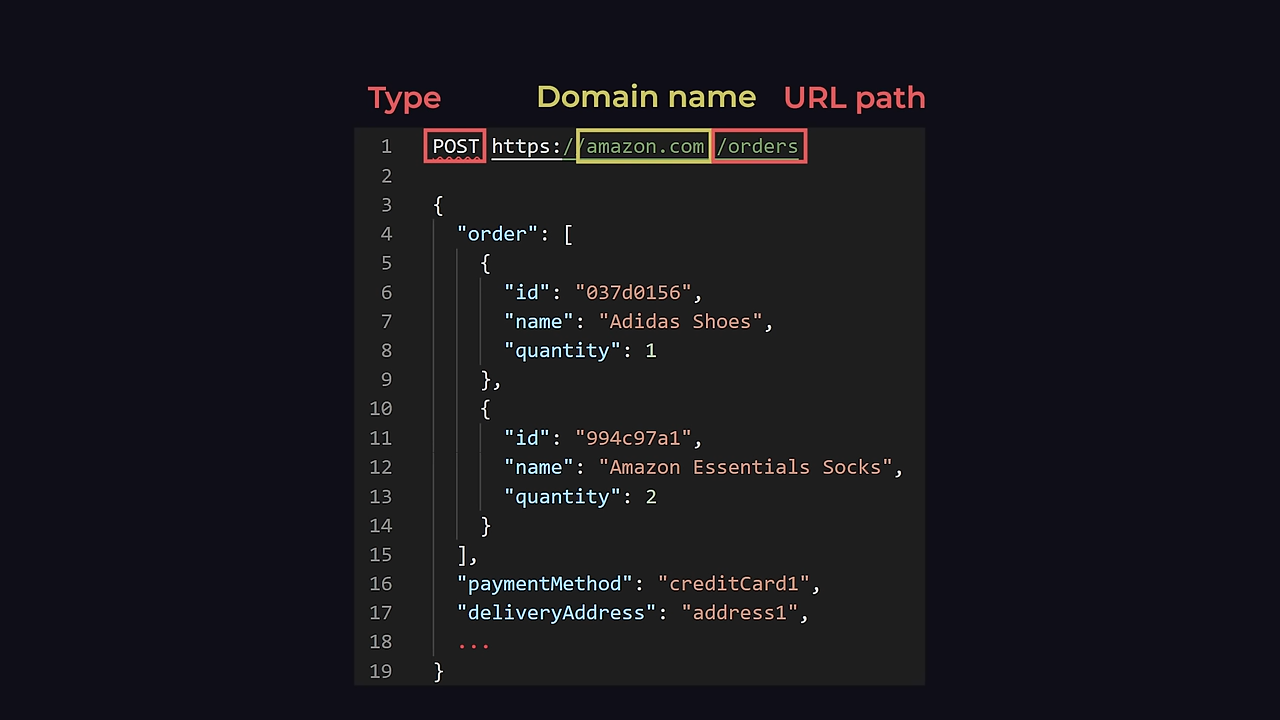 Type Domain name URL path
1 POST https://amazon.com/orders
2
3 {
4 "order": [
5 {
6 "id": "037d0156",
7 "name": "Adidas Shoes",
8 "quantity": 1
9 },
10 {
11 "id": "994c97a1",
12 "name": "Amazon Essentials Socks",
13 "quantity": 2
14 }
15 ],
16 "paymentMethod": "creditCard1",
17 "deliveryAddress": "address1",
18 ...
19 }